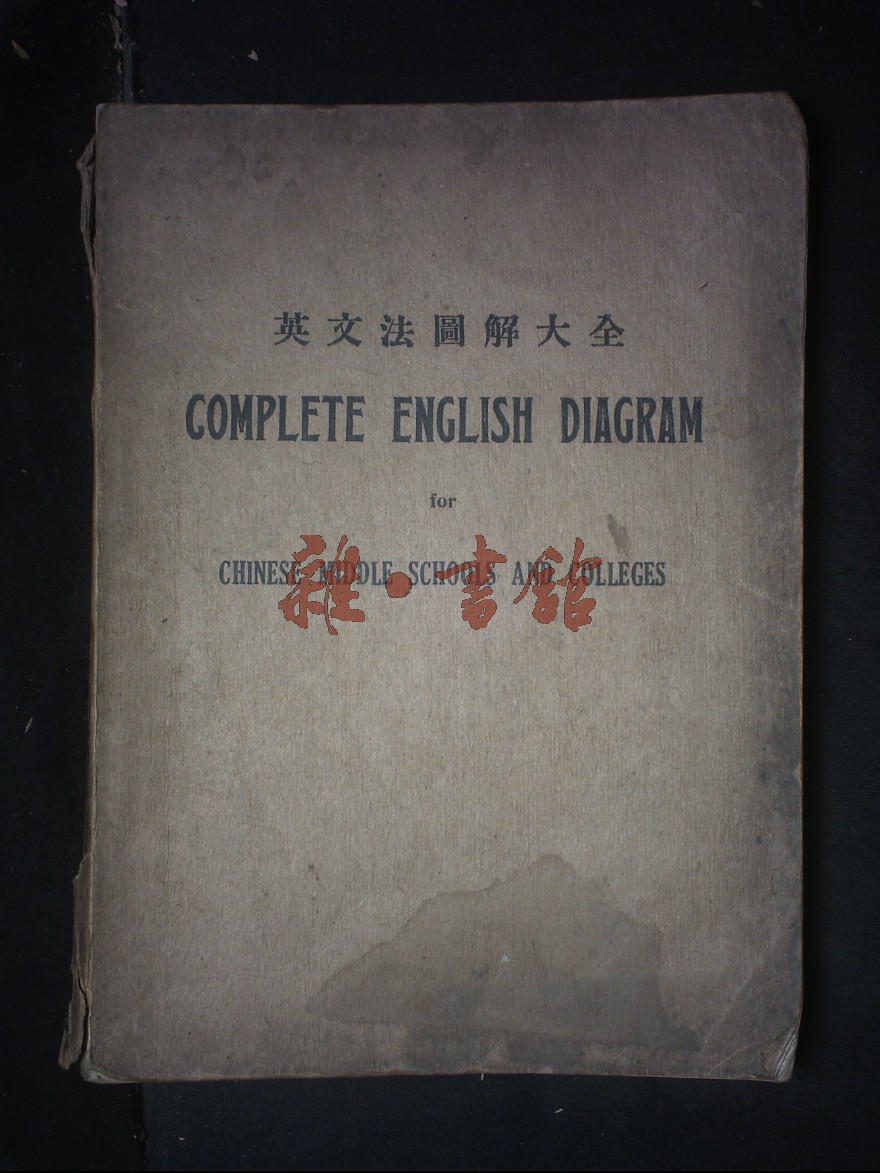 英文法圖解大全
COMPLETE ENGLISH DIAGRAM
for
CHINESE MIDDLE SCHOOLS AND COLLEGES
雜·書館